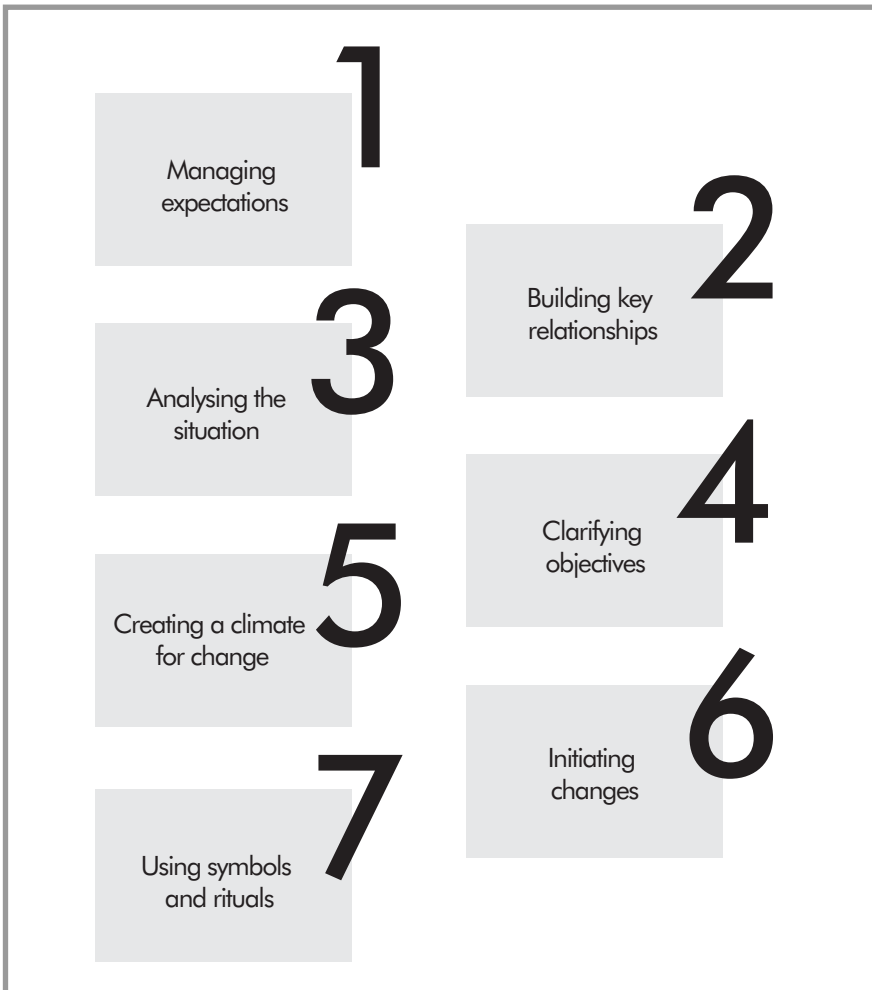 1
Managing
expectations
2
Building key
relationships
3
Analysing the
situation
4
Clarifying
objectives
5
Creating a climate
for change
6
Initiating
changes
7
Using symbols
and rituals